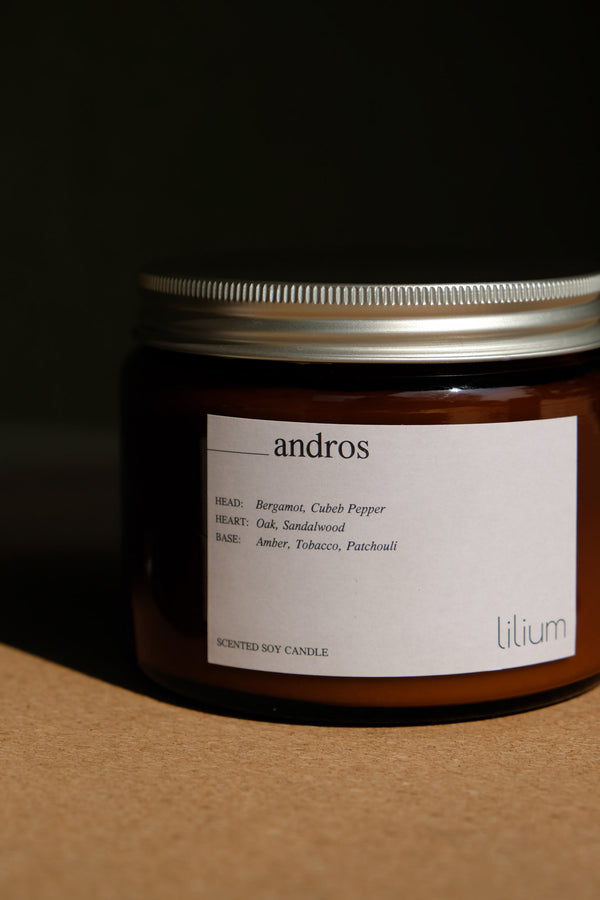 andros
HEAD: Bergamot, Cubeb Pepper
HEART: Oak, Sandalwood
BASE: Amber, Tobacco, Patchouli
SCENTED SOY CANDLE
lilium